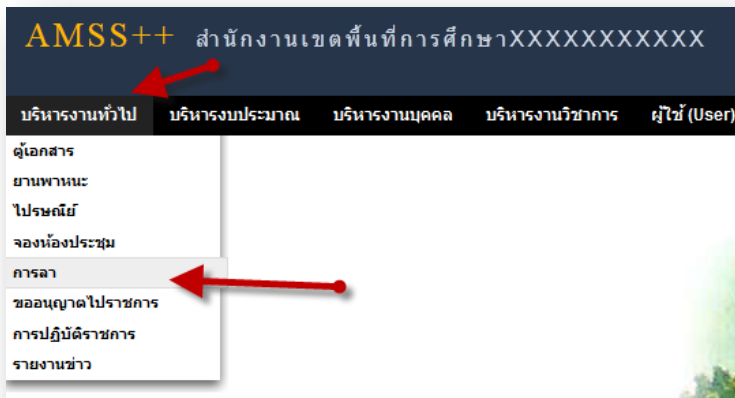 AMSS++ สำนักงานเขตพื้นที่การศึกษาXXXXXXXXXXX
บริหารงานทั่วไป บริหารงบประมาณ บริหารงานบุคคล บริหารงานวิชาการ ผู้ใช้ (User)
ตู้เอกสาร
ยานพาหนะ
ไปรษณีย์
จองห้องประชุม
การลา
ขออนุญาตไปราชการ
การปฏิบัติราชการ
รายงานข่าว